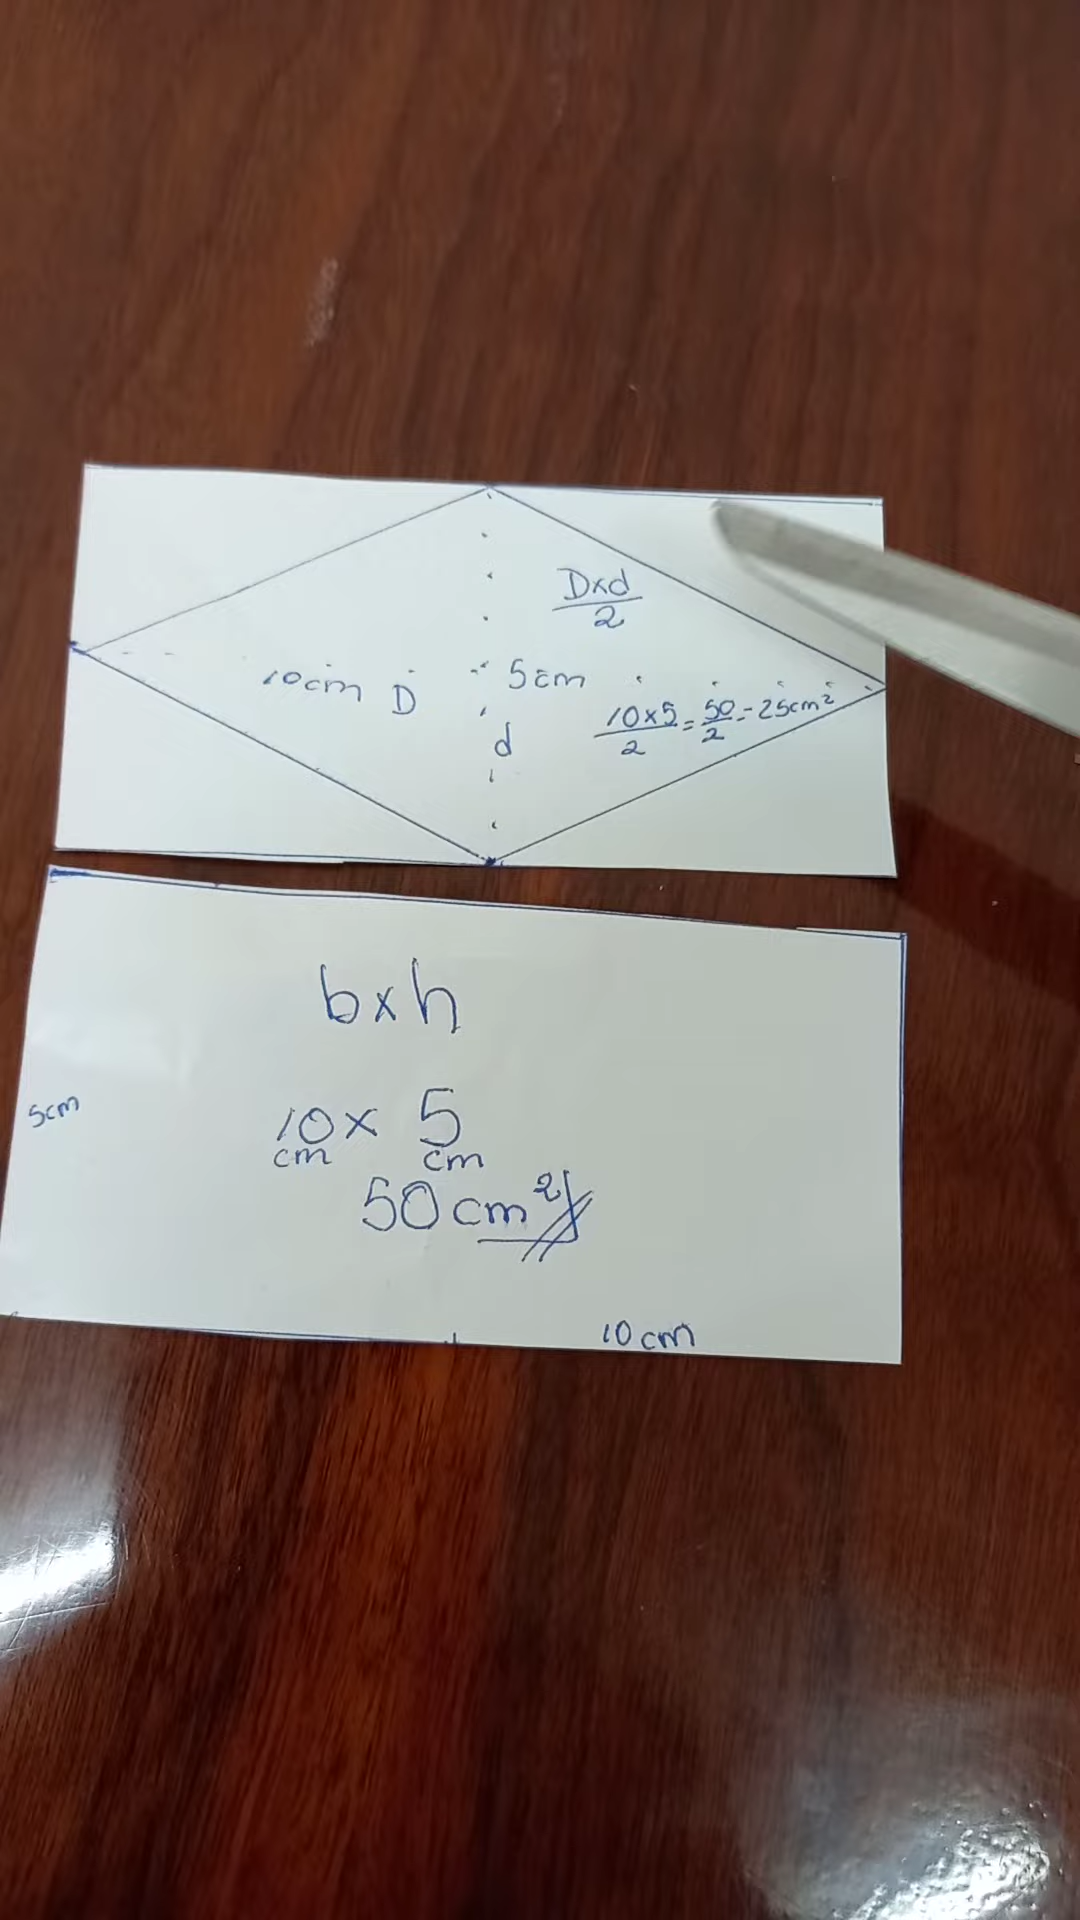 D×d
2
10cm D
5cm
d
10×5 = 50 = 25cm²
2 2
b×h
5cm
10 × 5
cm cm
50 cm²
10 cm